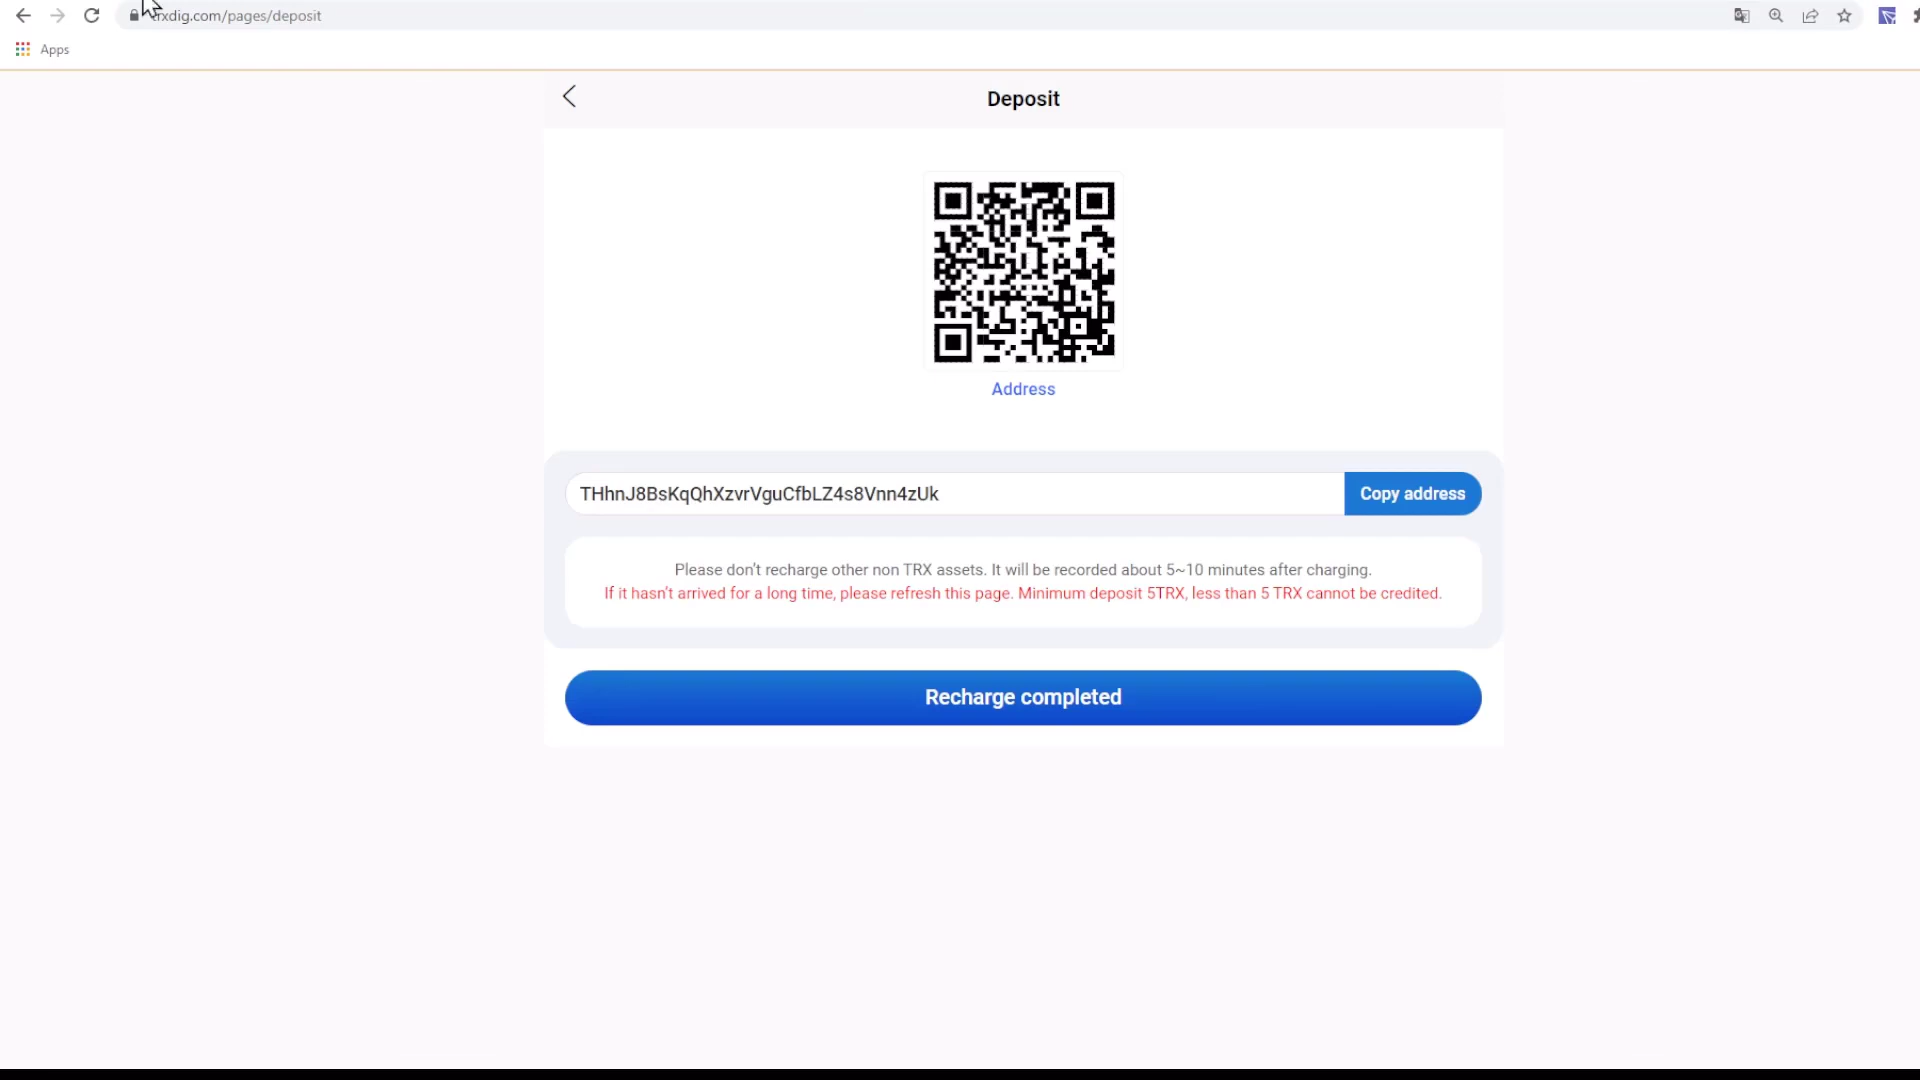 rxdig.com/pages/deposit
Apps
Deposit
Address
THhnJ8BsKqQhXzvrVguCfbLZ4s8Vnn4zUk
Copy address
Please don't recharge other non TRX assets. It will be recorded about 5~10 minutes after charging.
If it hasn't arrived for a long time, please refresh this page. Minimum deposit 5TRX, less than 5 TRX cannot be credited.
Recharge completed